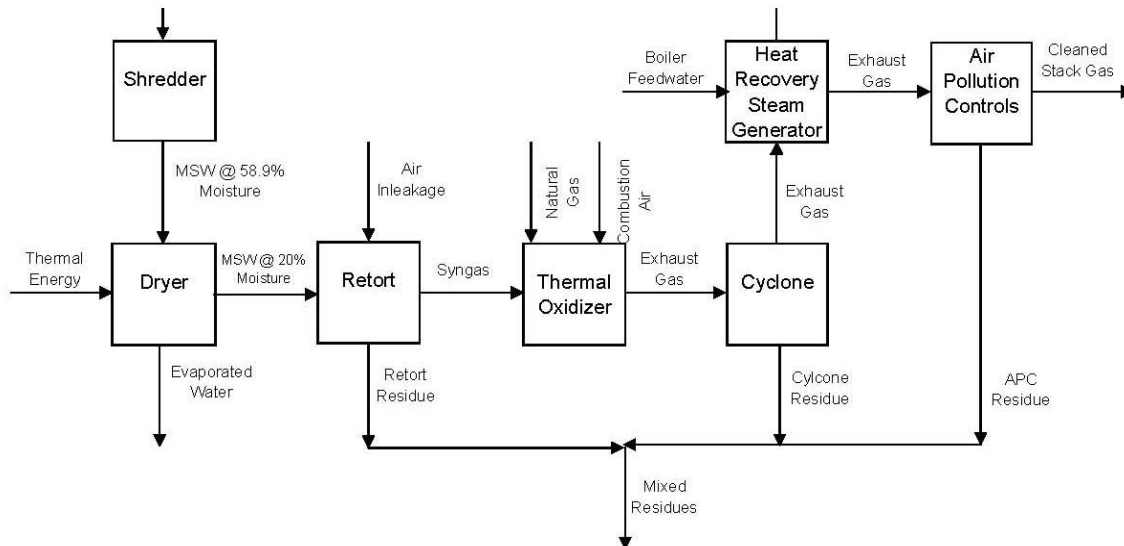 Shredder
MSW @ 58.9%
Moisture
Thermal
Energy
Dryer
Evaporated
Water
MSW @ 20%
Moisture
Air
Inleakage
Retort
Retort
Residue
Syngas
Natural
Gas
Combustion
Air
Thermal
Oxidizer
Exhaust
Gas
Cyclone
Cylcone
Residue
Exhaust
Gas
Boiler
Feedwater
Heat
Recovery
Steam
Generator
Exhaust
Gas
Air
Pollution
Controls
Cleaned
Stack Gas
APC
Residue
Mixed
Residues